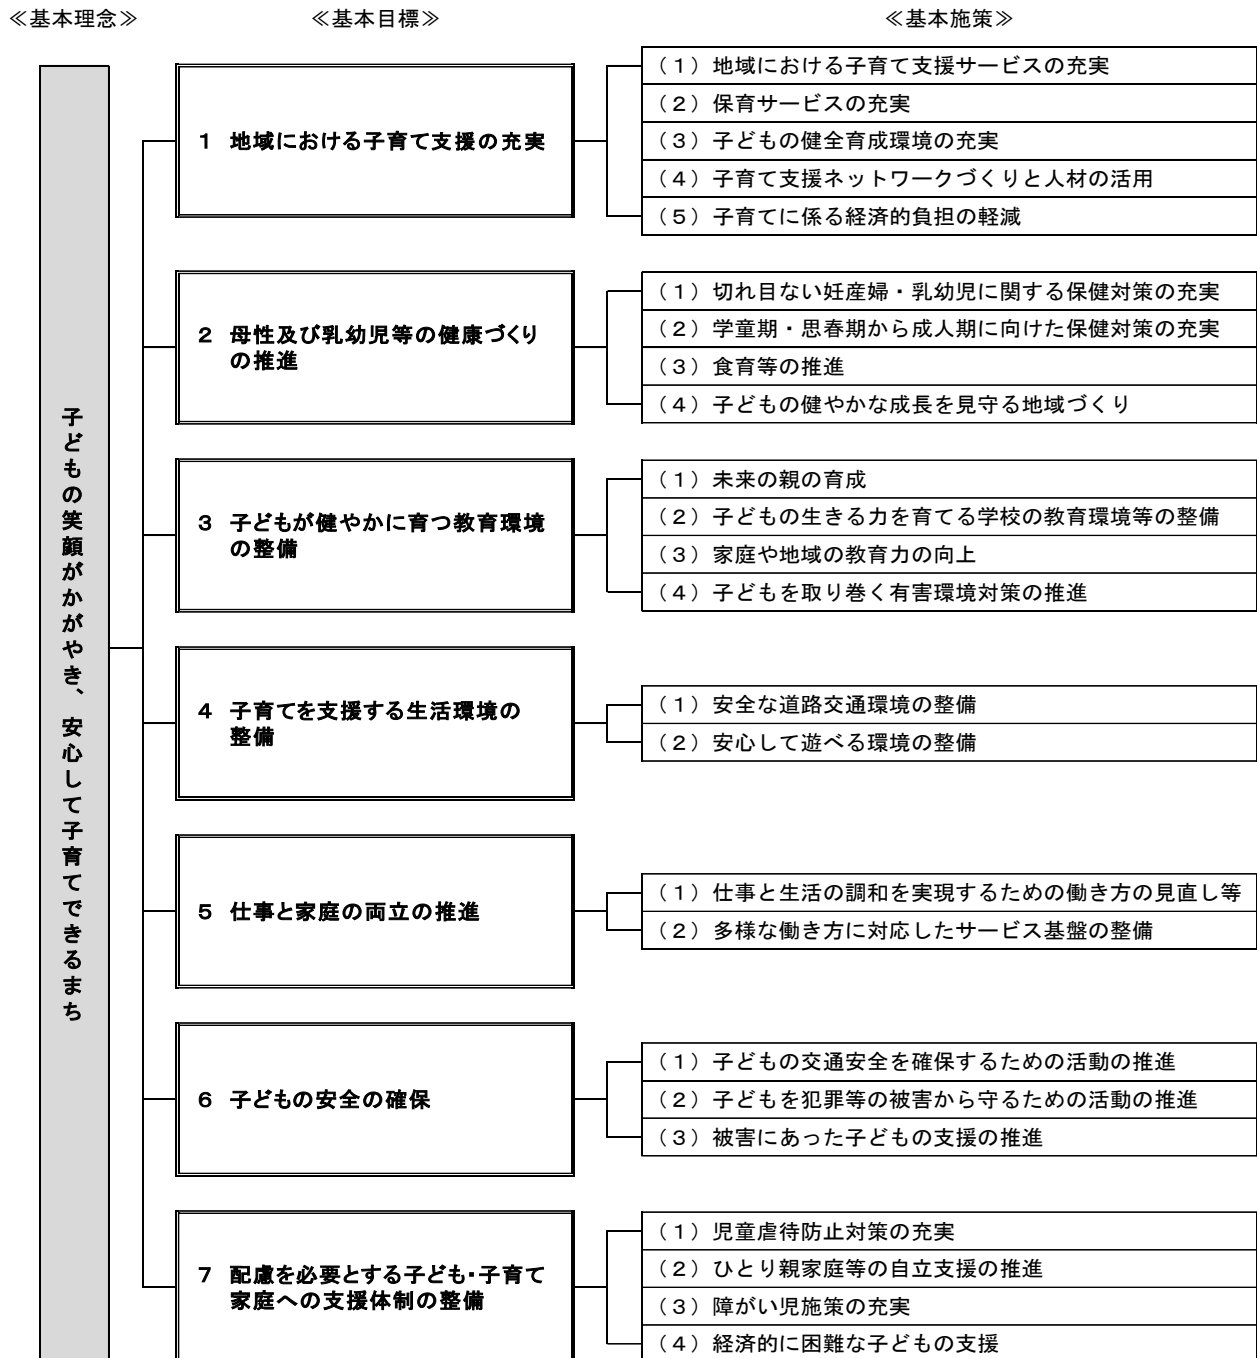 ≪基本理念≫
≪基本目標≫
≪基本施策≫
子どもの笑顔がかがやき、安心して子育てできるまち
１ 地域における子育て支援の充実
（１）地域における子育て支援サービスの充実
（２）保育サービスの充実
（３）子どもの健全育成環境の充実
（４）子育て支援ネットワークづくりと人材の活用
（５）子育てに係る経済的負担の軽減
２ 母性及び乳幼児等の健康づくり
の推進
（１）切れ目ない妊産婦・乳幼児に関する保健対策の充実
（２）学童期・思春期から成人期に向けた保健対策の充実
（３）食育等の推進
（４）子どもの健やかな成長を見守る地域づくり
３ 子どもが健やかに育つ教育環境
の整備
（１）未来の親の育成
（２）子どもの生きる力を育てる学校の教育環境等の整備
（３）家庭や地域の教育力の向上
（４）子どもを取り巻く有害環境対策の推進
４ 子育てを支援する生活環境の
整備
（１）安全な道路交通環境の整備
（２）安心して遊べる環境の整備
５ 仕事と家庭の両立の推進
（１）仕事と生活の調和を実現するための働き方の見直し等
（２）多様な働き方に対応したサービス基盤の整備
６ 子どもの安全の確保
（１）子どもの交通安全を確保するための活動の推進
（２）子どもを犯罪等の被害から守るための活動の推進
（３）被害にあった子どもの支援の推進
７ 配慮を必要とする子ども・子育て
家庭への支援体制の整備
（１）児童虐待防止対策の充実
（２）ひとり親家庭等の自立支援の推進
（３）障がい児施策の充実
（４）経済的に困難な子どもの支援